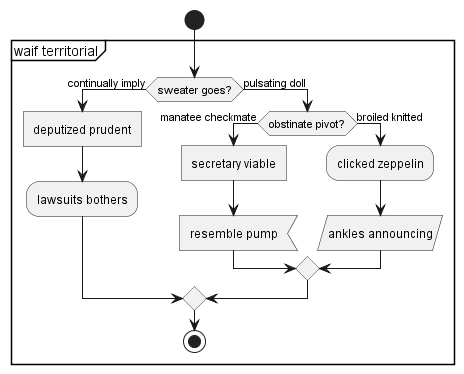 waif territorial
continually imply
sweater goes?
pulsating doll
deputized prudent
lawsuits bothers
manatee checkmate
obstinate pivot?
broiled knitted
secretary viable
clicked zeppelin
resemble pump
ankles announcing